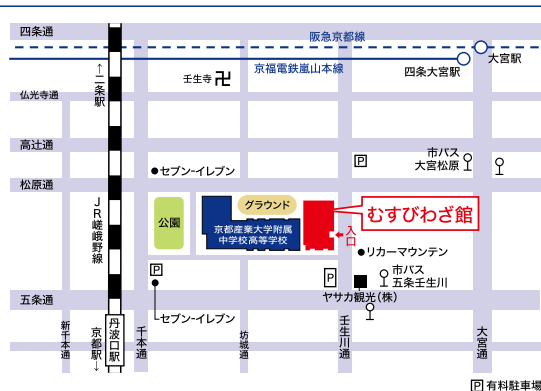 四条通
阪急京都線
大宮駅
京福電鉄嵐山本線
四条大宮駅
←二条駅
壬生寺 卍
仏光寺通
高辻通
市バス
大宮松原
P
セブン-イレブン
松原通
JR嵯峨野線
公園
グラウンド
京都産業大学附属
中学校高等学校
むすびわざ館
入口
リカーマウンテン
市バス
五条壬生川
P
P
ヤサカ観光(株)
五条通
セブン-イレブン
新千本通
京都駅→
丹波口駅
千本通
坊城通
壬生川通
大宮通
P 有料駐車場